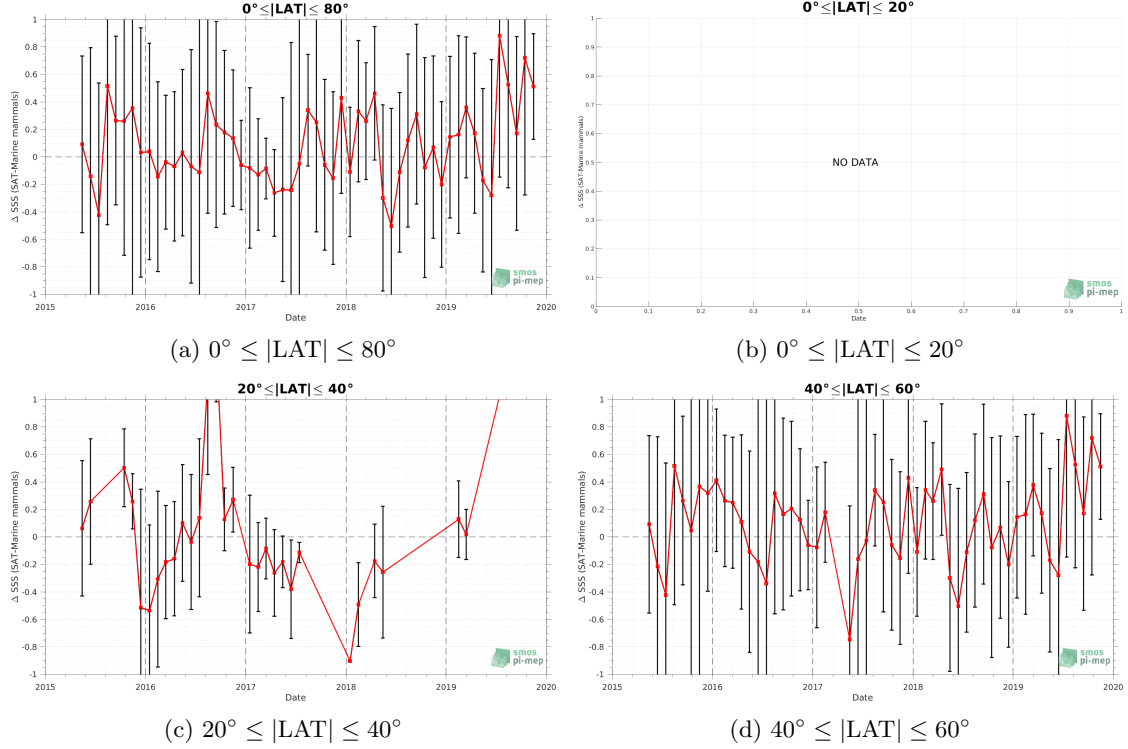 0°≤|LAT|≤ 80°
Δ SSS (SAT-Marine mammals)
1
0.8
0.6
0.4
0.2
0
-0.2
-0.4
-0.6
-0.8
-1
2015 2016 2017 2018 2019 2020
Date
smos
pi-mep
(a) 0° ≤ |LAT| ≤ 80°
0°≤|LAT|≤ 20°
Δ SSS (SAT-Marine mammals)
1
0.9
0.8
0.7
0.6
0.5
0.4
0.3
0.2
0.1
0
NO DATA
0 0.1 0.2 0.3 0.4 0.5 0.6 0.7 0.8 0.9 1
Date
smos
pi-mep
(b) 0° ≤ |LAT| ≤ 20°
20°≤|LAT|≤ 40°
Δ SSS (SAT-Marine mammals)
1
0.8
0.6
0.4
0.2
0
-0.2
-0.4
-0.6
-0.8
-1
2015 2016 2017 2018 2019 2020
Date
smos
pi-mep
(c) 20° ≤ |LAT| ≤ 40°
40°≤|LAT|≤ 60°
Δ SSS (SAT-Marine mammals)
1
0.8
0.6
0.4
0.2
0
-0.2
-0.4
-0.6
-0.8
-1
2015 2016 2017 2018 2019 2020
Date
smos
pi-mep
(d) 40° ≤ |LAT| ≤ 60°